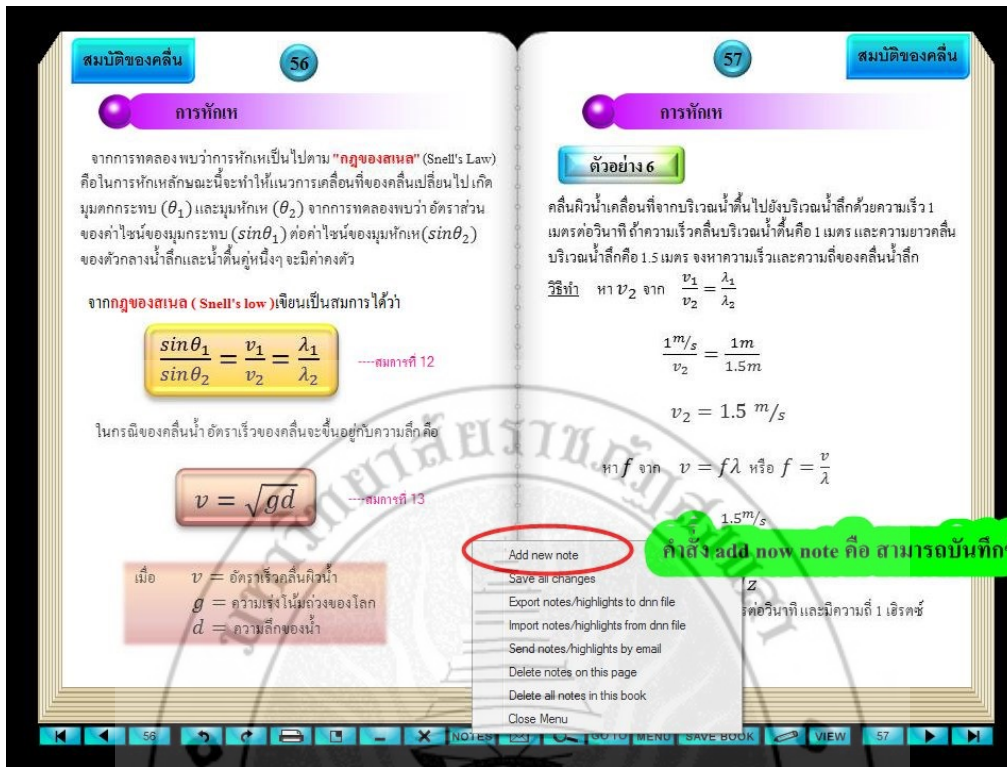 สมบัติของคลื่น
56
การหักเห
จากการทดลอง พบว่าการหักเหเป็นไปตาม "กฎของสเนล" (Snell's Law)
คือในการหักเหลักษณะนี้จะทำให้แนวการเคลื่อนที่ของคลื่นเปลี่ยนไป เกิด
มุมตกกระทบ (θ₁) และมุมหักเห (θ₂) จากการทดลองพบว่า อัตราส่วน
ของค่าไซน์ของมุมกระทบ (sinθ₁) ต่อค่าไซน์ของมุมหักเห(sinθ₂)
ของตัวกลางน้ำลึกและน้ำตื้นคู่หนึ่งๆ จะมีค่าคงตัว
จากกฎของสเนล ( Snell's low )เขียนเป็นสมการ ได้ว่า
sinθ₁/sinθ₂ = v₁/v₂ = λ₁/λ₂ ----สมการที่ 12
ในกรณีของคลื่นน้ำ อัตราเร็วของคลื่นจะขึ้นอยู่กับความลึก คือ
v = √gd ----สมการที่ 13
เมื่อ v = อัตราเร็วคลื่นผิวน้ำ
g = ความเร่งโน้มถ่วงของโลก
d = ความลึกของน้ำ
57
สมบัติของคลื่น
การหักเห
ตัวอย่าง 6
คลื่นผิวน้ำเคลื่อนที่จากบริเวณน้ำตื้นไปยังบริเวณน้ำลึกด้วยความเร็ว 1
เมตรต่อวินาที ถ้าความเร็วคลื่นบริเวณน้ำตื้นคือ 1 เมตร และความยาวคลื่น
บริเวณน้ำลึกคือ 1.5 เมตร จงหาความเร็วและความถี่ของคลื่นน้ำลึก
วิธีทำ หา v₂ จาก v₁/v₂ = λ₁/λ₂
1 m/s / v₂ = 1m / 1.5m
v₂ = 1.5 m/s
หา f จาก v = fλ หรือ f = v/λ
1.5 m/s
คำสั่ง add now note คือ สามารถบันทึก
z
รต่อวินาที และมีความถี่ 1 เฮิรตซ์
Add new note
Save all changes
Export notes/highlights to dnn file
Import notes/highlights from dnn file
Send notes/highlights by email
Delete notes on this page
Delete all notes in this book
Close Menu
56 NOTES GO TO MENU SAVE BOOK VIEW 57